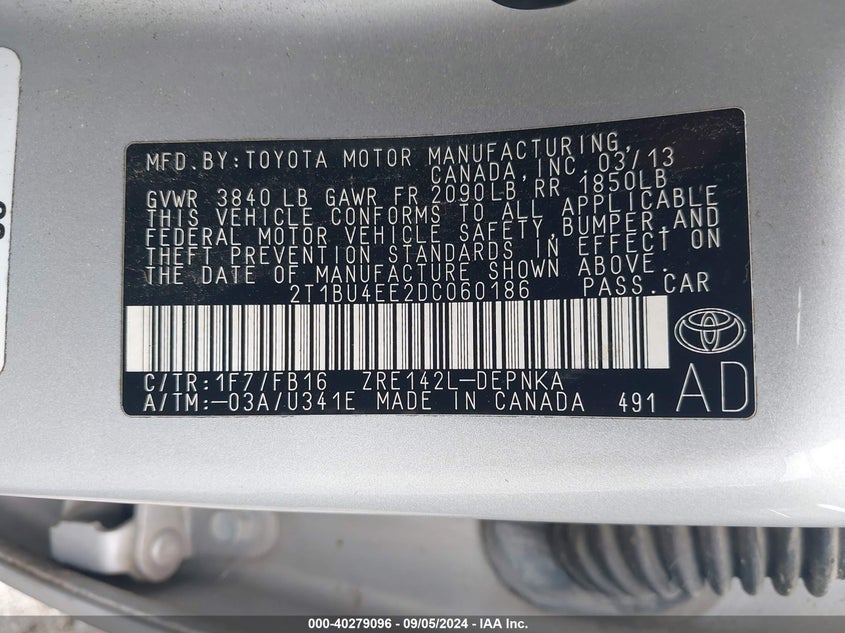 MFD.BY:TOYOTA MOTOR MANUFACTURING,
CANADA,INC.03/13
GVWR 3840 LB GAWR FR 2090LB RR 1850LB
THIS VEHICLE CONFORMS TO ALL APPLICABLE
FEDERAL MOTOR VEHICLE SAFETY,BUMPER,AND
THEFT PREVENTION STANDARDS IN EFFECT ON
THE DATE OF MANUFACTURE SHOWN ABOVE.
2T1BU4EE2DC060186 PASS.CAR
C/TR:1F7/FB16 ZRE142L-DEPNKA
A/TM:-03A/U341E MADE IN CANADA 491
AD
000-40279096 - 09/05/2024 - IAA Inc.